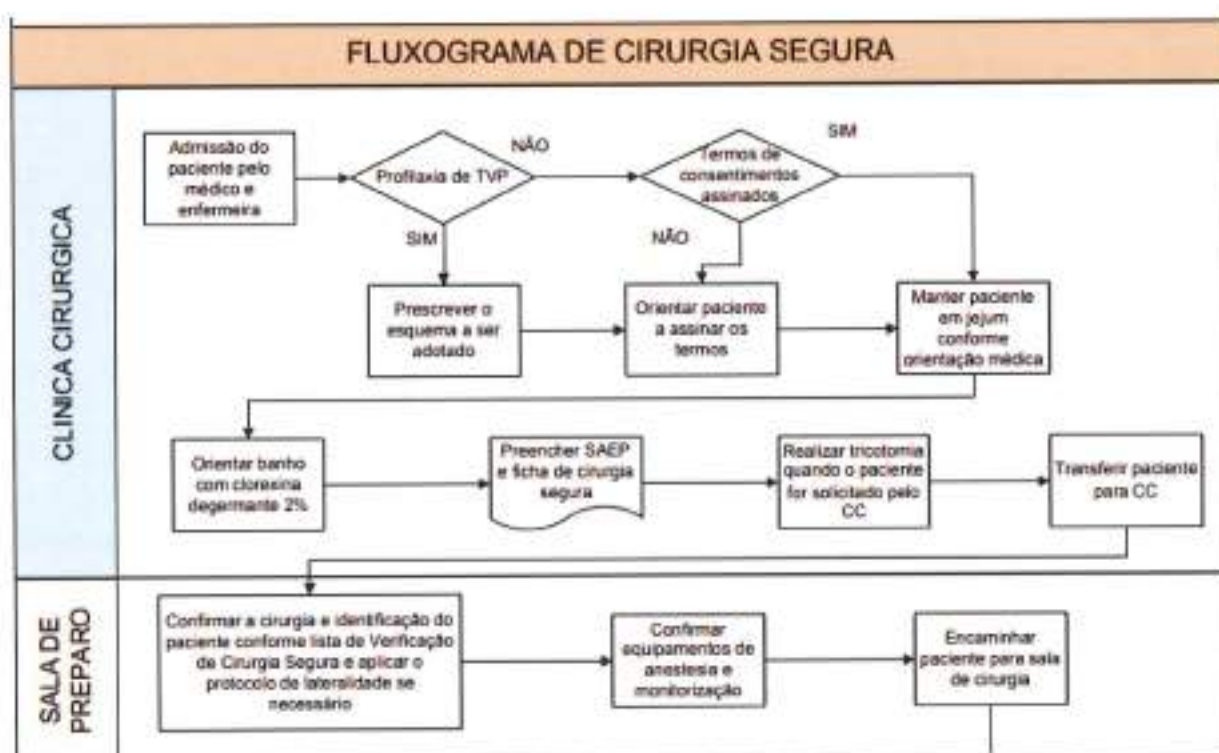 FLUXOGRAMA DE CIRURGIA SEGURA
CLINICA CIRURGICA
Admissão do
paciente pelo
médico e
enfermeira
Profilaxia de TVP
NÃO
SIM
Termos de
consentimentos
assinados
SIM
NÃO
Prescrever o
esquema a ser
adotado
Orientar paciente
a assinar os
termos
Manter paciente
em jejum
conforme
orientação médica
Orientar banho
com clorexina
degermante 2%
Preencher SAEP
e ficha de cirurgia
segura
Realizar tricotomia
quando o paciente
for solicitado pelo
CC
Transferir paciente
para CC
SALA DE
PREPARO
Confirmar a cirurgia e identificação do
paciente conforme lista de Verificação
de Cirurgia Segura e aplicar o
protocolo de lateralidade se
necessário
Confirmar
equipamentos de
anestesia e
monitorização
Encaminhar
paciente para sala
de cirurgia